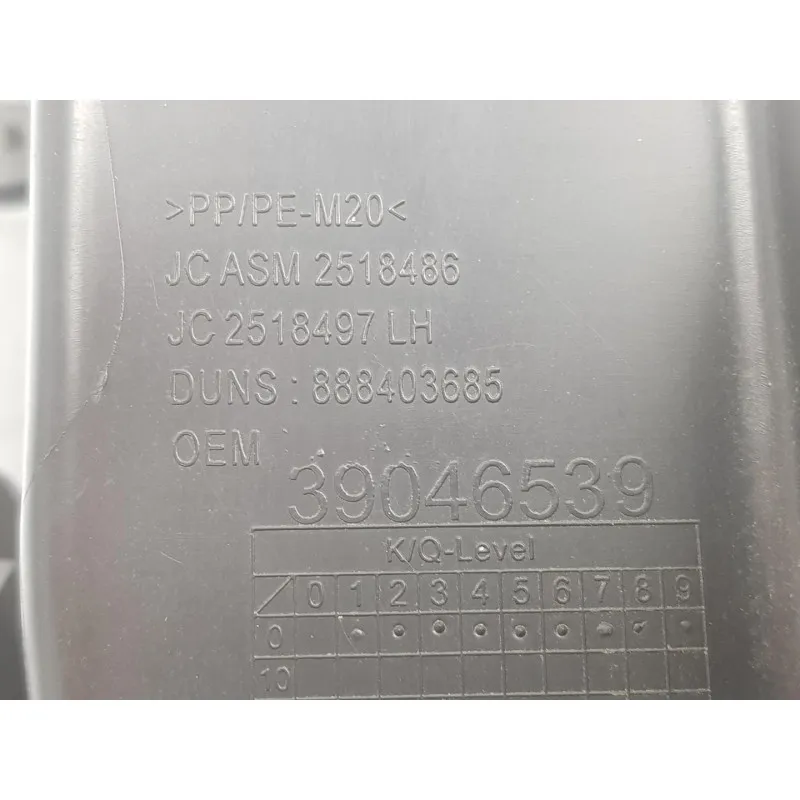 >PP/PE-M20<
JC ASM 2518486
JC 2518497 LH
DUNS : 888403685
OEM 39046539
K/Q-Level
0 1 2 3 4 5 6 7 8 9
0
10